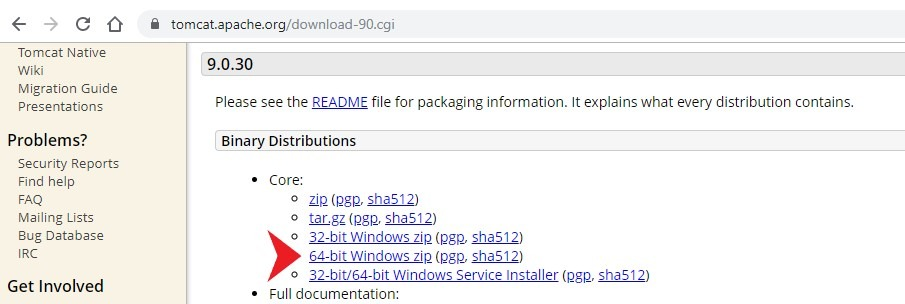 tomcat.apache.org/download-90.cgi
Tomcat Native
Wiki
Migration Guide
Presentations
Problems?
Security Reports
Find help
FAQ
Mailing Lists
Bug Database
IRC
Get Involved
9.0.30
Please see the README file for packaging information. It explains what every distribution contains.
Binary Distributions
• Core:
zip (pgp, sha512)
tar.gz (pgp, sha512)
32-bit Windows zip (pgp, sha512)
64-bit Windows zip (pgp, sha512)
32-bit/64-bit Windows Service Installer (pgp, sha512)
• Full documentation: